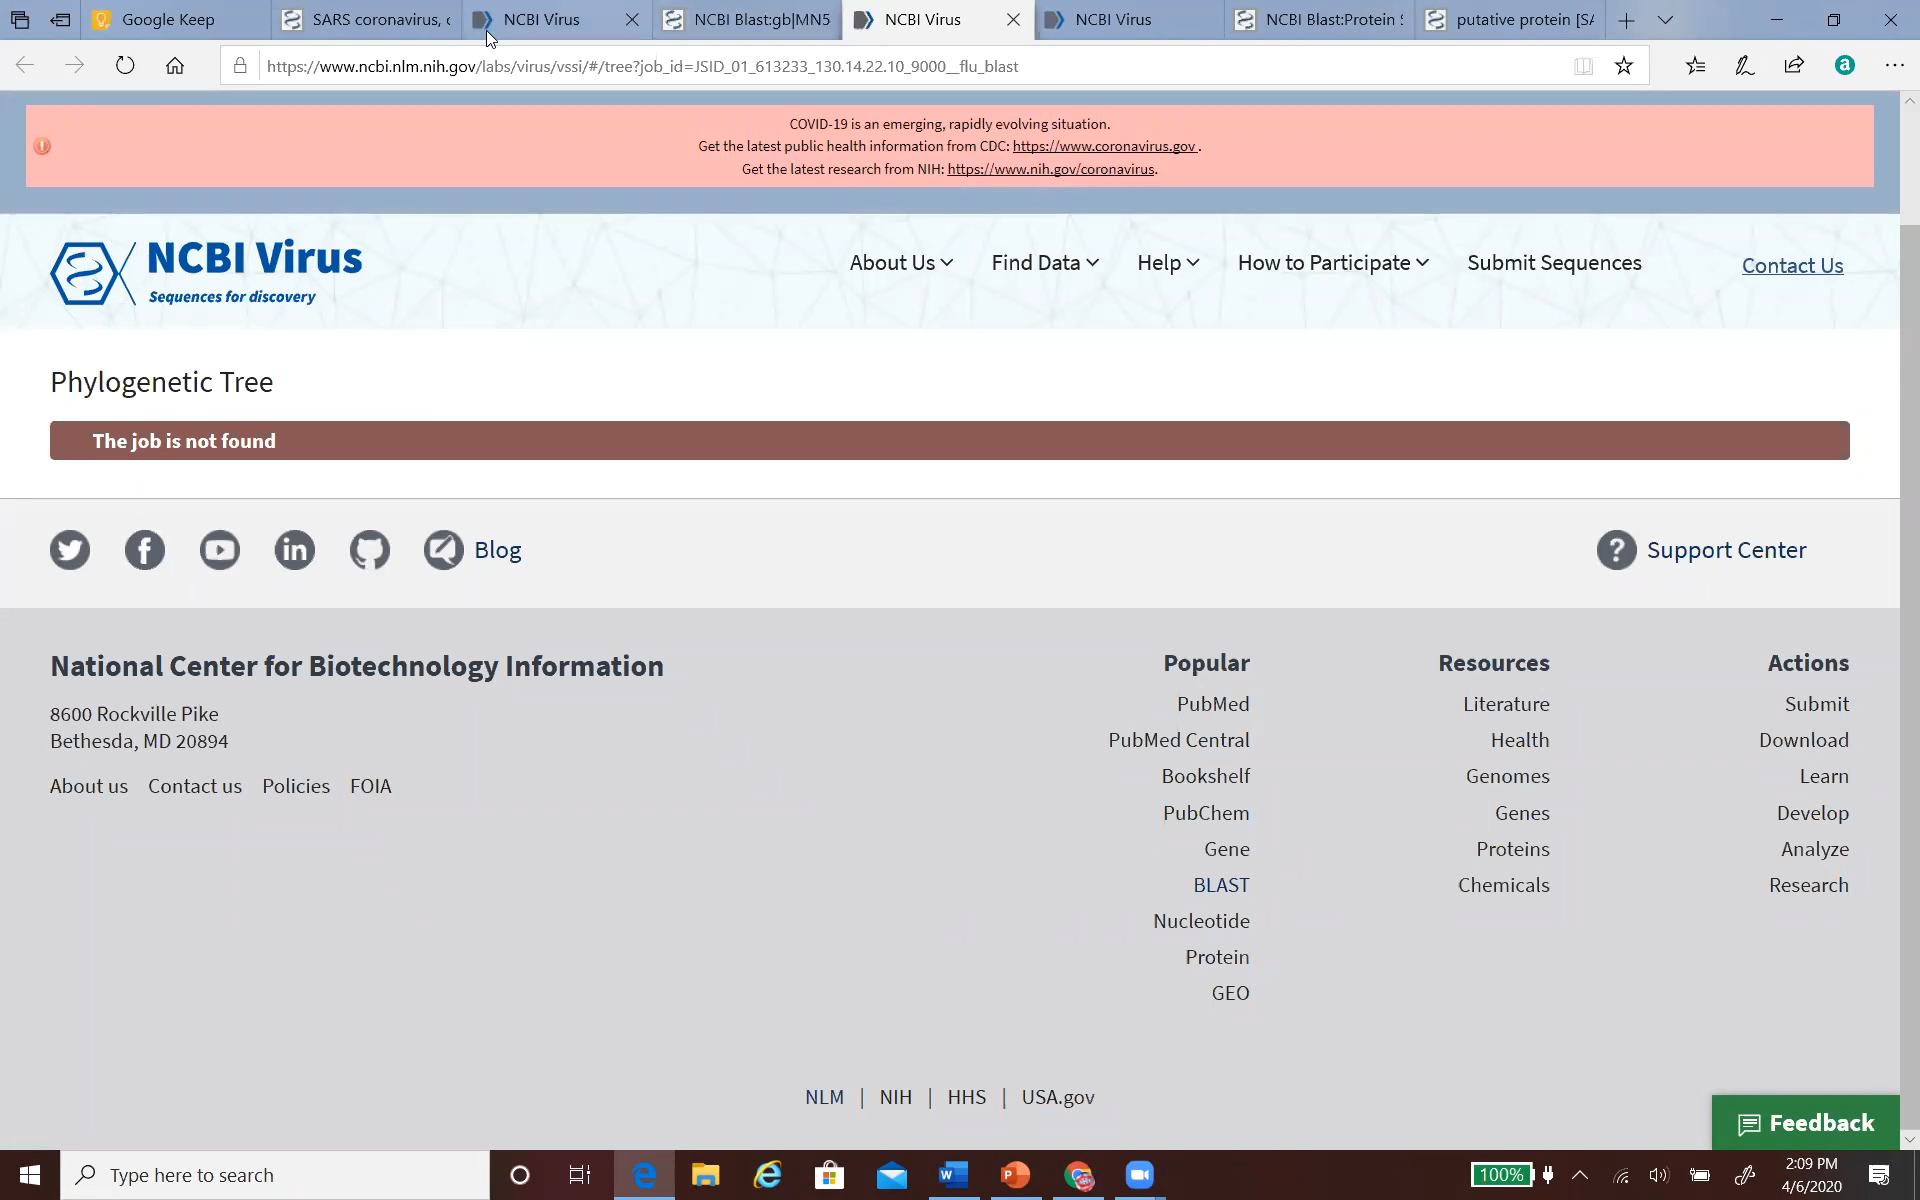 Google Keep
SARS coronavirus, c
NCBI Virus
NCBI Blast:gb|MN5
NCBI Virus
NCBI Virus
NCBI Blast:Protein S
putative protein [SA
https://www.ncbi.nlm.nih.gov/labs/virus/vssi/#/tree?job_id=JSID_01_613233_130.14.22.10_9000__flu_blast
a
COVID-19 is an emerging, rapidly evolving situation.
Get the latest public health information from CDC: https://www.coronavirus.gov .
Get the latest research from NIH: https://www.nih.gov/coronavirus.
NCBI Virus
Sequences for discovery
About Us
Find Data
Help
How to Participate
Submit Sequences
Contact Us
Phylogenetic Tree
The job is not found
Blog
Support Center
National Center for Biotechnology Information
8600 Rockville Pike
Bethesda, MD 20894
About us Contact us Policies FOIA
Popular
PubMed
PubMed Central
Bookshelf
PubChem
Gene
BLAST
Nucleotide
Protein
GEO
Resources
Literature
Health
Genomes
Genes
Proteins
Chemicals
Actions
Submit
Download
Learn
Develop
Analyze
Research
NLM | NIH | HHS | USA.gov
Feedback
Type here to search
100%
2:09 PM
4/6/2020